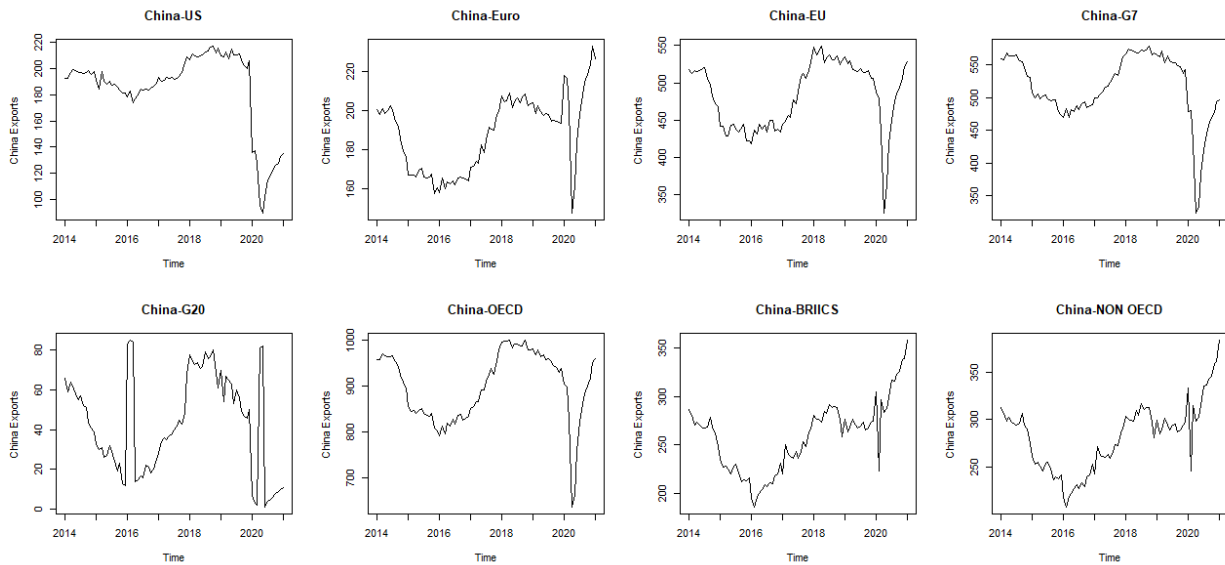 China-US
China Exports
100 120 140 160 180 200 220
2014 2016 2018 2020
Time
China-Euro
China Exports
160 180 200 220
2014 2016 2018 2020
Time
China-EU
China Exports
350 400 450 500 550
2014 2016 2018 2020
Time
China-G7
China Exports
350 400 450 500 550
2014 2016 2018 2020
Time
China-G20
China Exports
0 20 40 60 80
2014 2016 2018 2020
Time
China-OECD
China Exports
700 800 900 1000
2014 2016 2018 2020
Time
China-BRIICS
China Exports
200 250 300 350
2014 2016 2018 2020
Time
China-NON OECD
China Exports
250 300 350
2014 2016 2018 2020
Time